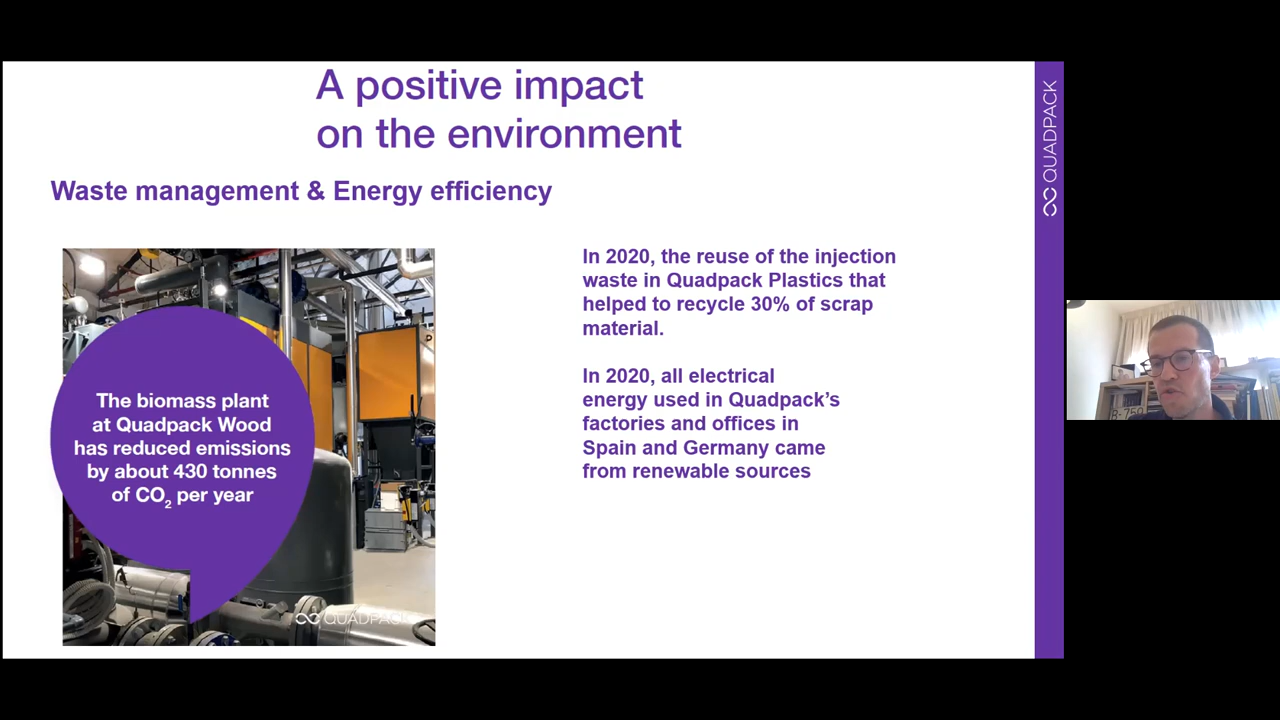 A positive impact
on the environment
Waste management & Energy efficiency
The biomass plant
at Quadpack Wood
has reduced emissions
by about 430 tonnes
of CO₂ per year
QUADPACK
In 2020, the reuse of the injection
waste in Quadpack Plastics that
helped to recycle 30% of scrap
material.
In 2020, all electrical
energy used in Quadpack’s
factories and offices in
Spain and Germany came
from renewable sources
QUADPACK